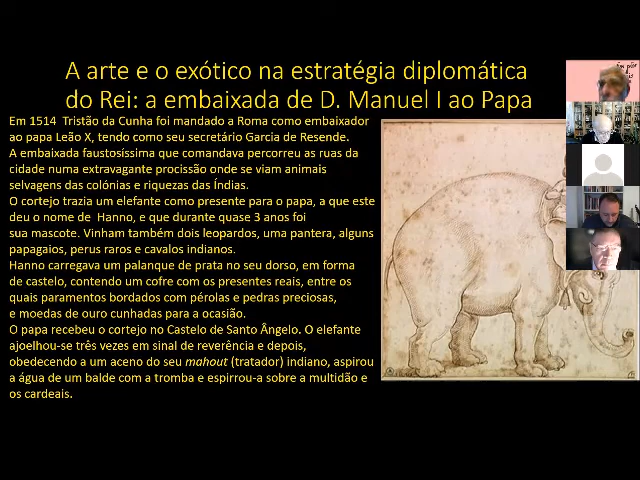 A arte e o exótico na estratégia diplomática
do Rei: a embaixada de D. Manuel I ao Papa
Em 1514 Tristão da Cunha foi mandado a Roma como embaixador
ao papa Leão X, tendo como seu secretário Garcia de Resende.
A embaixada faustosíssima que comandava percorreu as ruas da
cidade numa extravagante procissão onde se viam animais
selvagens das colónias e riquezas das Índias.
O cortejo trazia um elefante como presente para o papa, a que este
deu o nome de Hanno, e que durante quase 3 anos foi
sua mascote. Vinham também dois leopardos, uma pantera, alguns
papagaios, perus raros e cavalos indianos.
Hanno carregava um palanque de prata no seu dorso, em forma
de castelo, contendo um cofre com os presentes reais, entre os
quais paramentos bordados com pérolas e pedras preciosas,
e moedas de ouro cunhadas para a ocasião.
O papa recebeu o cortejo no Castelo de Santo Ângelo. O elefante
ajoelhou-se três vezes em sinal de reverência e depois,
obedecendo a um aceno do seu mahout (tratador) indiano, aspirou
a água de um balde com a tromba e espirrou-a sobre a multidão e
os cardeais.